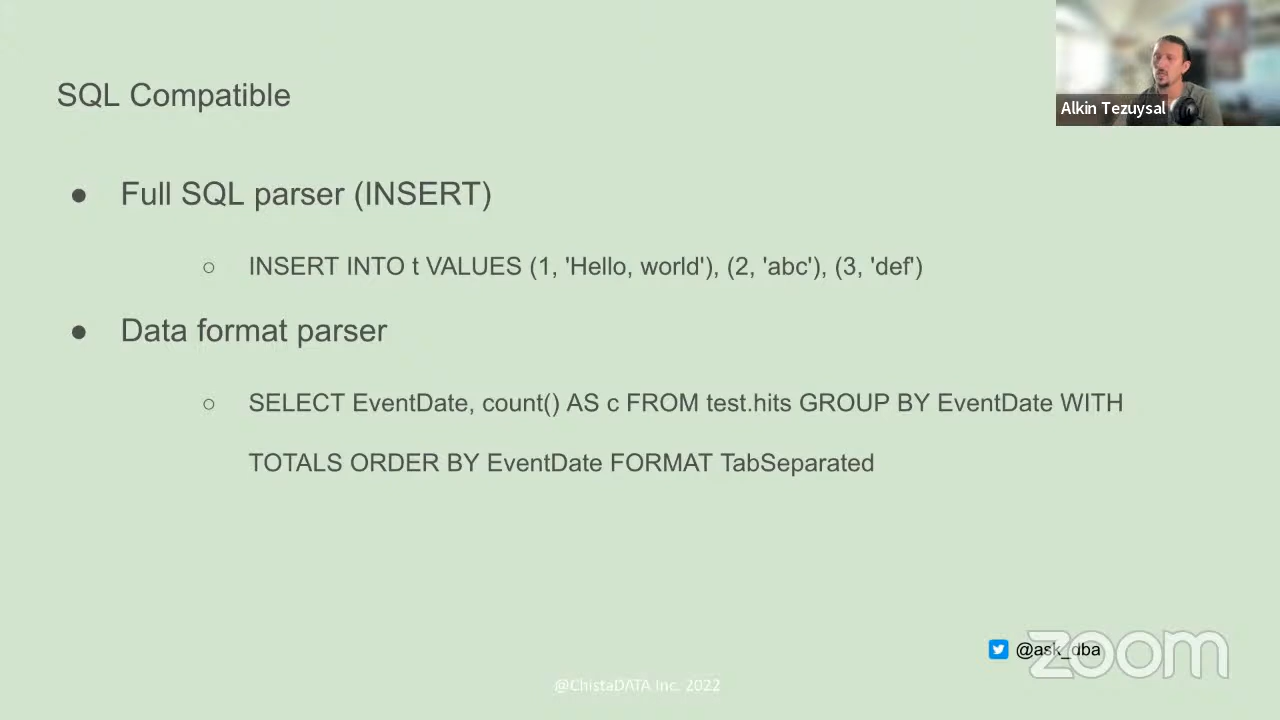 Alkin Tezuysal
SQL Compatible
● Full SQL parser (INSERT)
○ INSERT INTO t VALUES (1, 'Hello, world'), (2, 'abc'), (3, 'def')
● Data format parser
○ SELECT EventDate, count() AS c FROM test.hits GROUP BY EventDate WITH
TOTALS ORDER BY EventDate FORMAT TabSeparated
@ask_dba
zoom
@ChistaDATA Inc. 2022